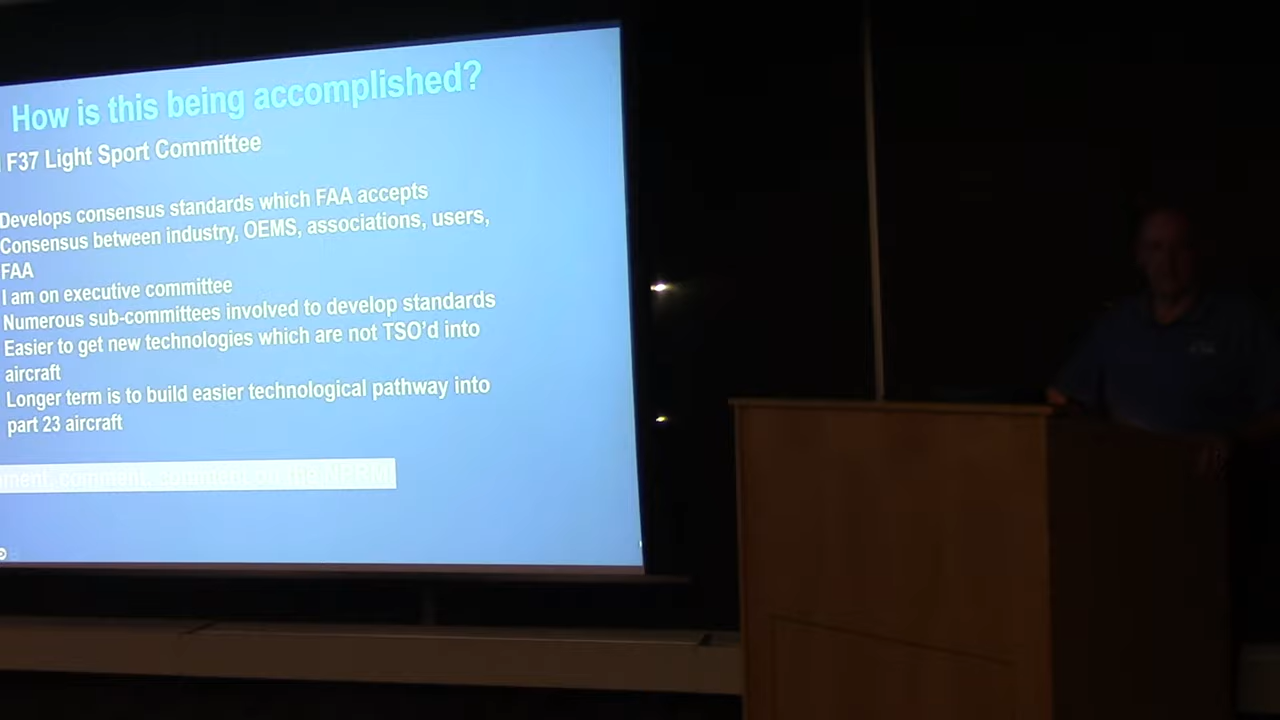 How is this being accomplished?
F37 Light Sport Committee
Develops consensus standards which FAA accepts
Consensus between industry, OEMS, associations, users,
FAA
I am on executive committee
Numerous sub-committees involved to develop standards
Easier to get new technologies which are not TSO'd into
aircraft
Longer term is to build easier technological pathway into
part 23 aircraft
comment,